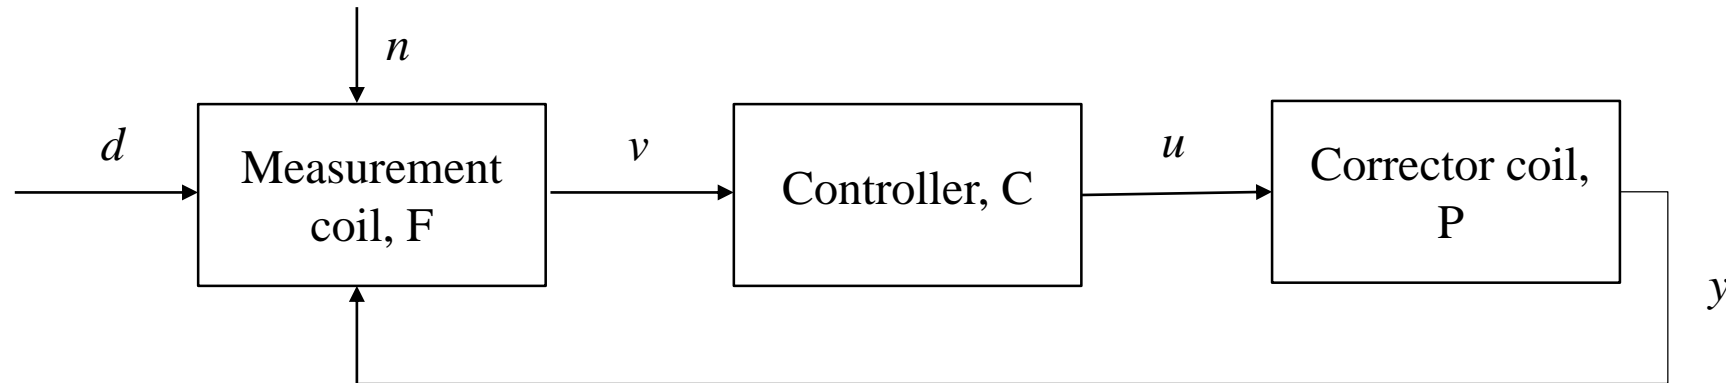 n
d
Measurement
coil, F
v
Controller, C
u
Corrector coil,
P
y